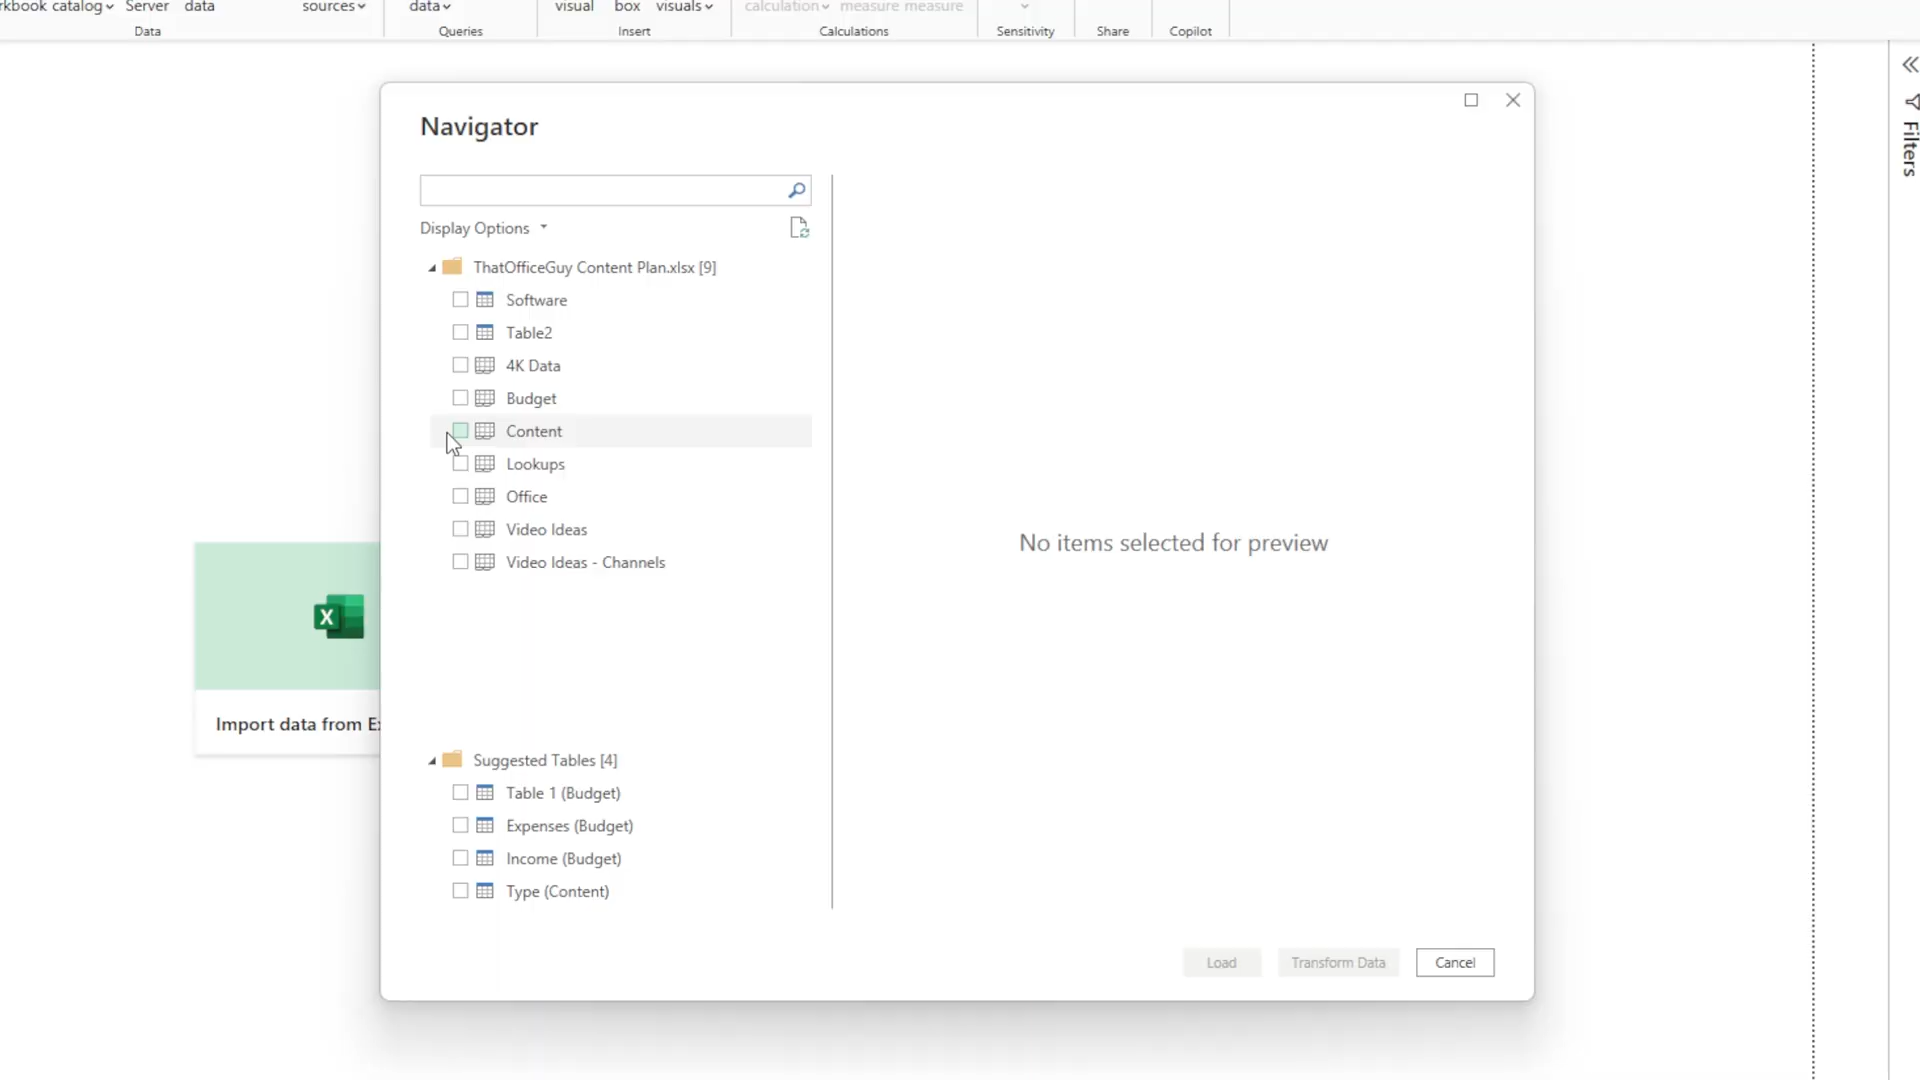 catalog
Server
data
sources
data
visual
box
visuals
calculation
measure measure
Data
Queries
Insert
Calculations
Sensitivity
Share
Copilot
Filters
Navigator
Display Options
ThatOfficeGuy Content Plan.xlsx [9]
Software
Table2
4K Data
Budget
Content
Lookups
Office
Video Ideas
Video Ideas - Channels
No items selected for preview
X
Import data from
Suggested Tables [4]
Table 1 (Budget)
Expenses (Budget)
Income (Budget)
Type (Content)
Load
Transform Data
Cancel